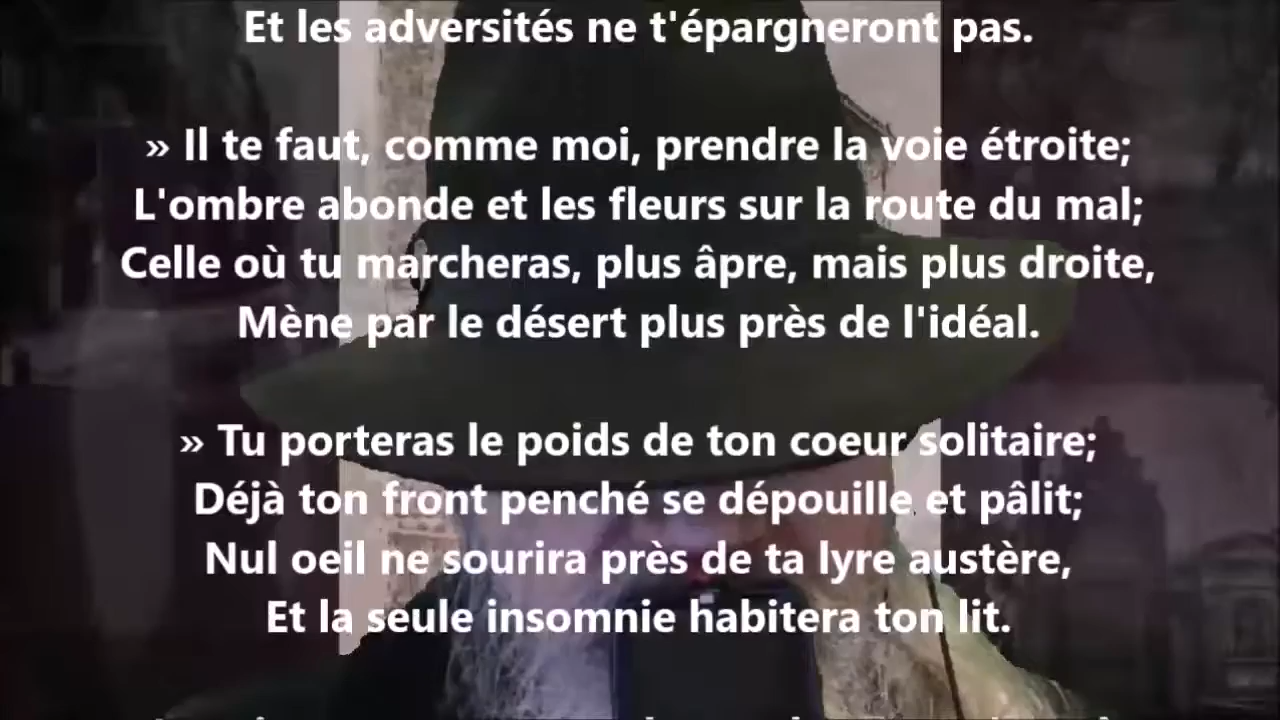 Et les adversités ne t'épargneront pas.
» Il te faut, comme moi, prendre la voie étroite;
L'ombre abonde et les fleurs sur la route du mal;
Celle où tu marcheras, plus âpre, mais plus droite,
Mène par le désert plus près de l'idéal.
» Tu porteras le poids de ton coeur solitaire;
Déjà ton front penché se dépouille et pâlit;
Nul oeil ne sourira près de ta lyre austère,
Et la seule insomnie habitera ton lit.